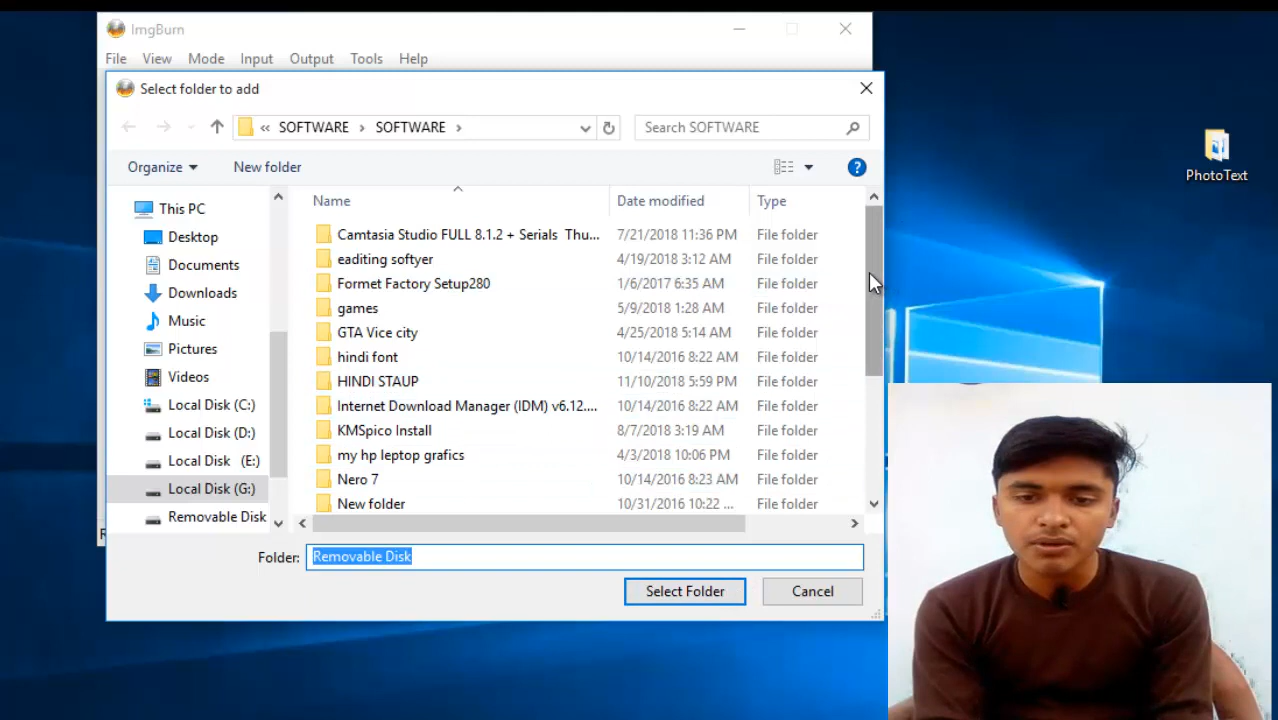 ImgBurn
File View Mode Input Output Tools Help
Select folder to add
« SOFTWARE › SOFTWARE ›
Search SOFTWARE
Organize
New folder
Name Date modified Type
This PC
Desktop
Documents
Downloads
Music
Pictures
Videos
Local Disk (C:)
Local Disk (D:)
Local Disk (E:)
Local Disk (G:)
Removable Disk
Camtasia Studio FULL 8.1.2 + Serials Thu... 7/21/2018 11:36 PM File folder
eaditing softyer 4/19/2018 3:12 AM File folder
Formet Factory Setup280 1/6/2017 6:35 AM File folder
games 5/9/2018 1:28 AM File folder
GTA Vice city 4/25/2018 5:14 AM File folder
hindi font 10/14/2016 8:22 AM File folder
HINDI STAUP 11/10/2018 5:59 PM File folder
Internet Download Manager (IDM) v6.12.... 10/14/2016 8:22 AM File folder
KMSpico Install 8/7/2018 3:19 AM File folder
my hp leptop grafics 4/3/2018 10:06 PM File folder
Nero 7 10/14/2016 8:23 AM File folder
New folder 10/31/2016 10:22 ... File folder
Folder: Removable Disk
Select Folder Cancel
PhotoText